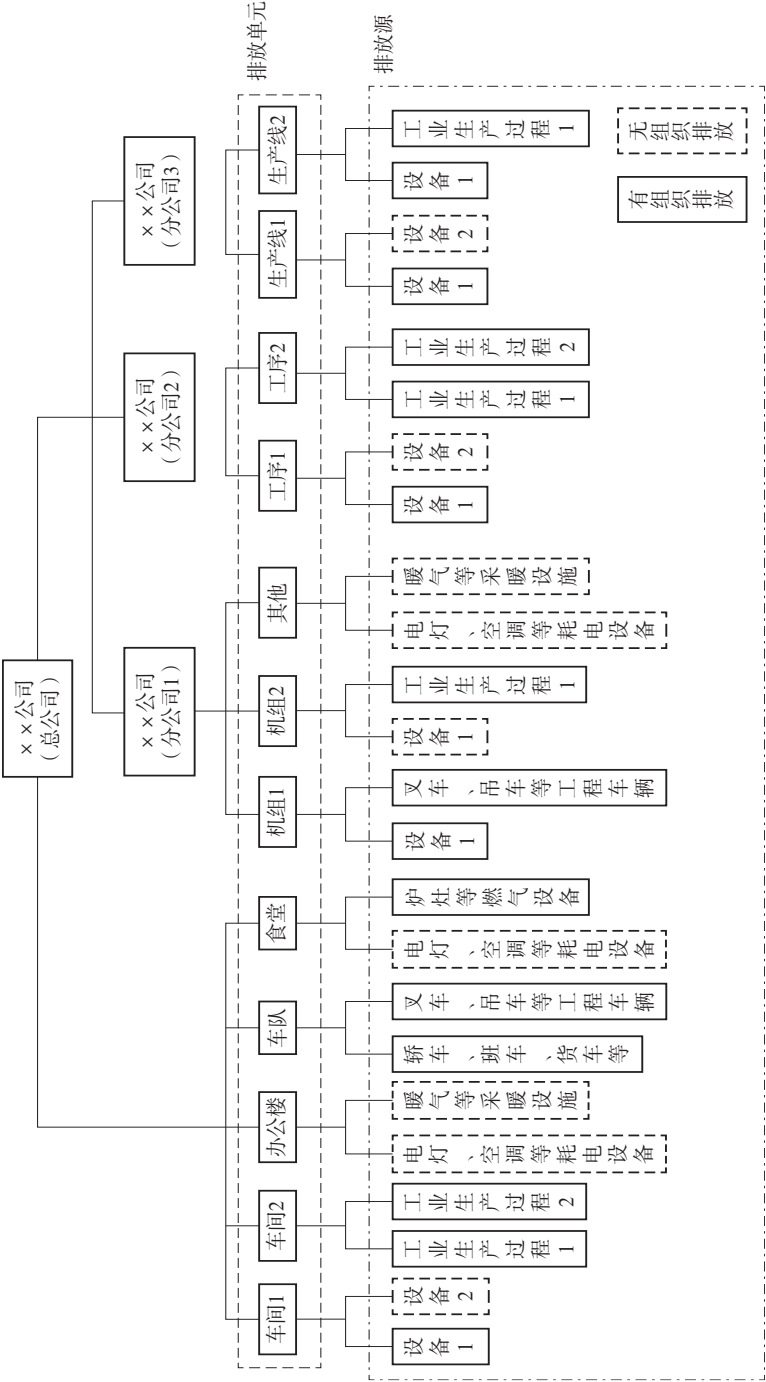 ××公司
(总公司)
××公司
(分公司1)
××公司
(分公司2)
××公司
(分公司3)
排放单元
车间1
车间2
办公楼
车队
食堂
机组1
机组2
其他
工序1
工序2
生产线1
生产线2
排放源
设备1
设备2
工业生产过程1
工业生产过程2
电灯、空调等耗电设备
暖气等采暖设施
轿车、班车、货车等
叉车、吊车等工程车辆
电灯、空调等耗电设备
炉灶等燃气设备
设备1
叉车、吊车等工程车辆
设备1
工业生产过程1
电灯、空调等耗电设备
暖气等采暖设施
设备1
设备2
工业生产过程1
工业生产过程2
设备1
设备2
设备1
工业生产过程1
有组织排放
无组织排放